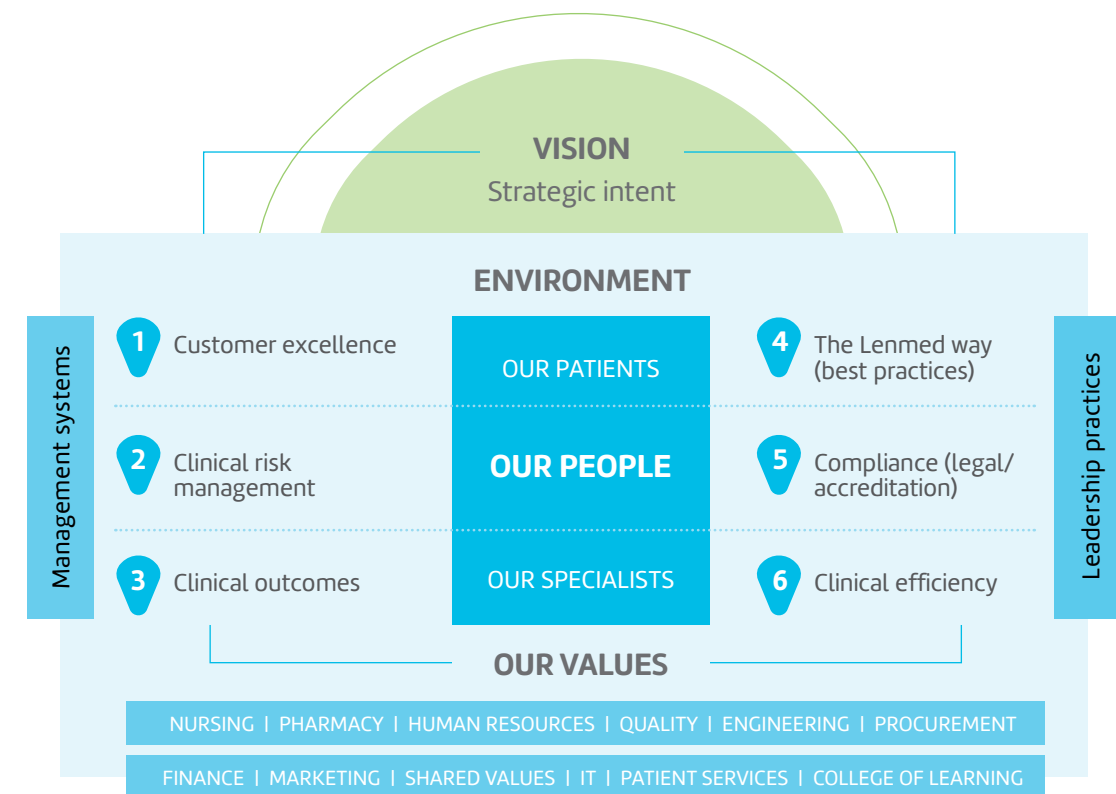 VISION
Strategic intent
ENVIRONMENT
Management systems
1 Customer excellence
2 Clinical risk
management
3 Clinical outcomes
OUR PATIENTS
OUR PEOPLE
OUR SPECIALISTS
4 The Lenmed way
(best practices)
5 Compliance (legal/
accreditation)
6 Clinical efficiency
Leadership practices
OUR VALUES
NURSING | PHARMACY | HUMAN RESOURCES | QUALITY | ENGINEERING | PROCUREMENT
FINANCE | MARKETING | SHARED VALUES | IT | PATIENT SERVICES | COLLEGE OF LEARNING